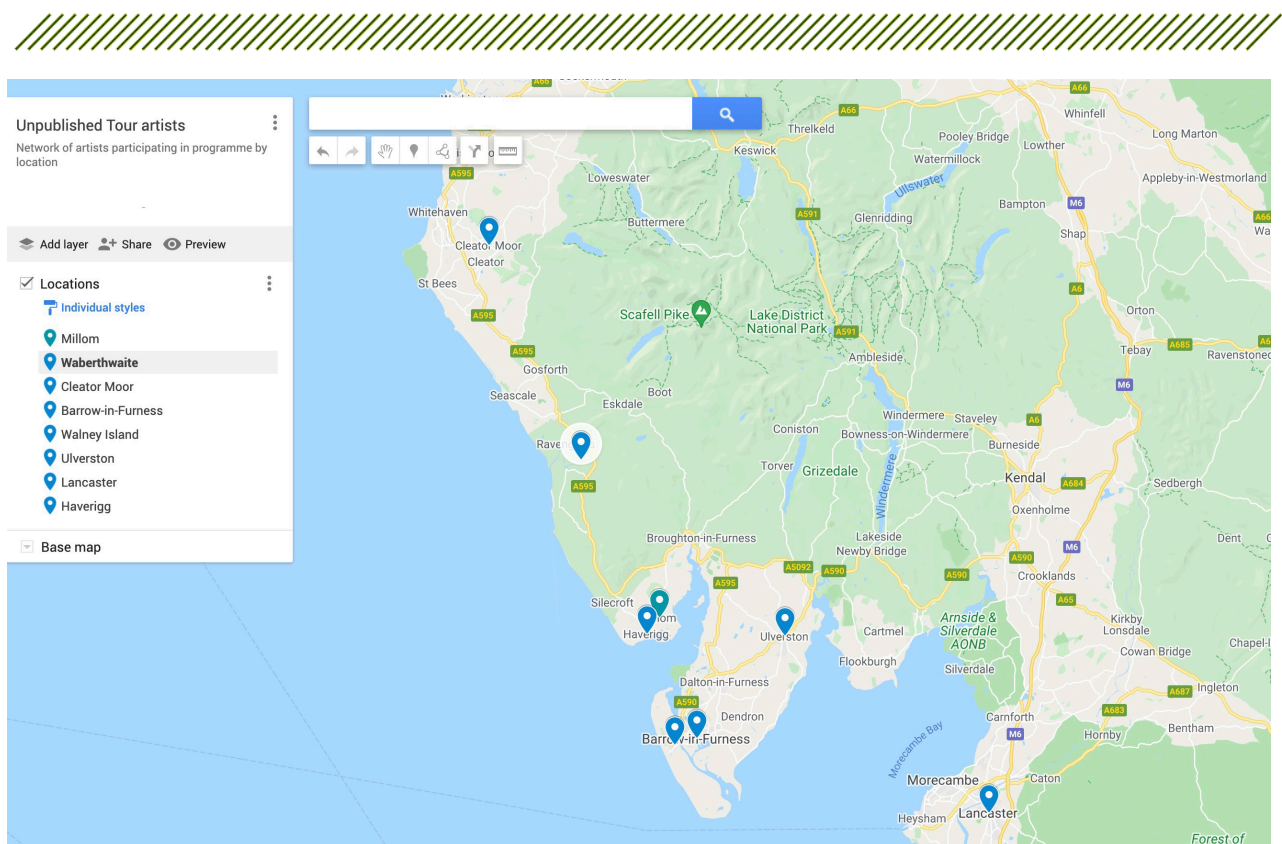 Unpublished Tour artists
Network of artists participating in programme by
location
Add layer
Share
Preview
Locations
Individual styles
Millom
Waberthwaite
Cleator Moor
Barrow-in-Furness
Walney Island
Ulverston
Lancaster
Haverigg
Base map
A66
A66
Whinfell
A66
Threlkeld
Long Marton
Pooley Bridge
Lowther
Keswick
Watermillock
A595
Loweswater
Ullswater
Appleby-in-Westmorland
Bampton
M6
Whitehaven
Buttermere
A591
Glenridding
A66
Shap
Cleator Moor
Cleator
St Bees
A6
Scafell Pike
Lake District
National Park
Orton
A595
A591
Tebay
A685
A595
Ambleside
Gosforth
M6
Seascale
Boot
Eskdale
Windermere
Staveley
A6
Coniston
Bowness-on-Windermere
Burneside
Torver
Grizedale
Kendal
A684
Sedbergh
A595
Windermere
Oxenholme
Broughton-in-Furness
Lakeside
Newby Bridge
M6
Dent
A590
A5092
A590
A590
Crooklands
A595
A65
Silecroft
Haverigg
Ulverston
Cartmel
Arnside &
Silverdale
AONB
Kirkby
Lonsdale
Cowan Bridge
Flookburgh
Silverdale
Dalton-in-Furness
A687
Ingleton
A590
Dendron
Carnforth
A683
Barrow-in-Furness
M6
Hornby
Bentham
Morecambe Bay
Morecambe
Caton
Heysham
Lancaster
Forest of